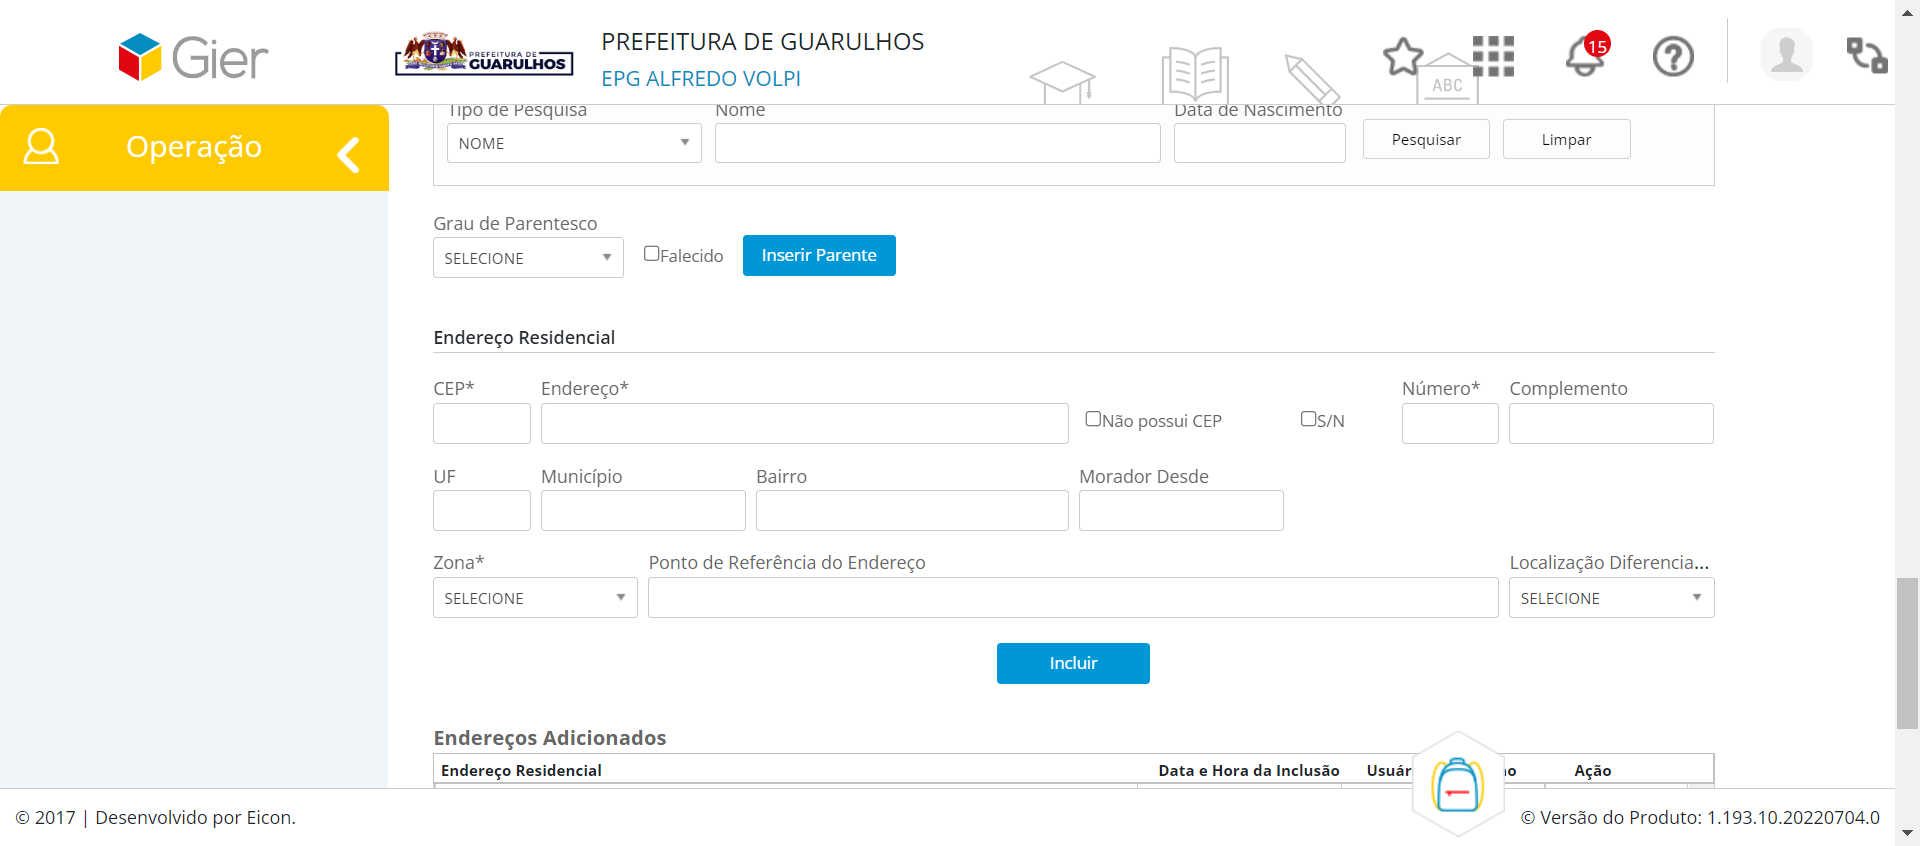 Gier
PREFEITURA DE
GUARULHOS
PREFEITURA DE GUARULHOS
EPG ALFREDO VOLPI
ABC
15
Operação
Tipo de Pesquisa
Nome
Data de Nascimento
NOME
Pesquisar
Limpar
Grau de Parentesco
SELECIONE
Falecido
Inserir Parente
Endereço Residencial
CEP*
Endereço*
Número*
Complemento
Não possui CEP
S/N
UF
Município
Bairro
Morador Desde
Zona*
Ponto de Referência do Endereço
Localização Diferencia...
SELECIONE
SELECIONE
Incluir
Endereços Adicionados
Endereço Residencial
Data e Hora da Inclusão
Ação
© 2017 | Desenvolvido por Eicon.
© Versão do Produto: 1.193.10.20220704.0